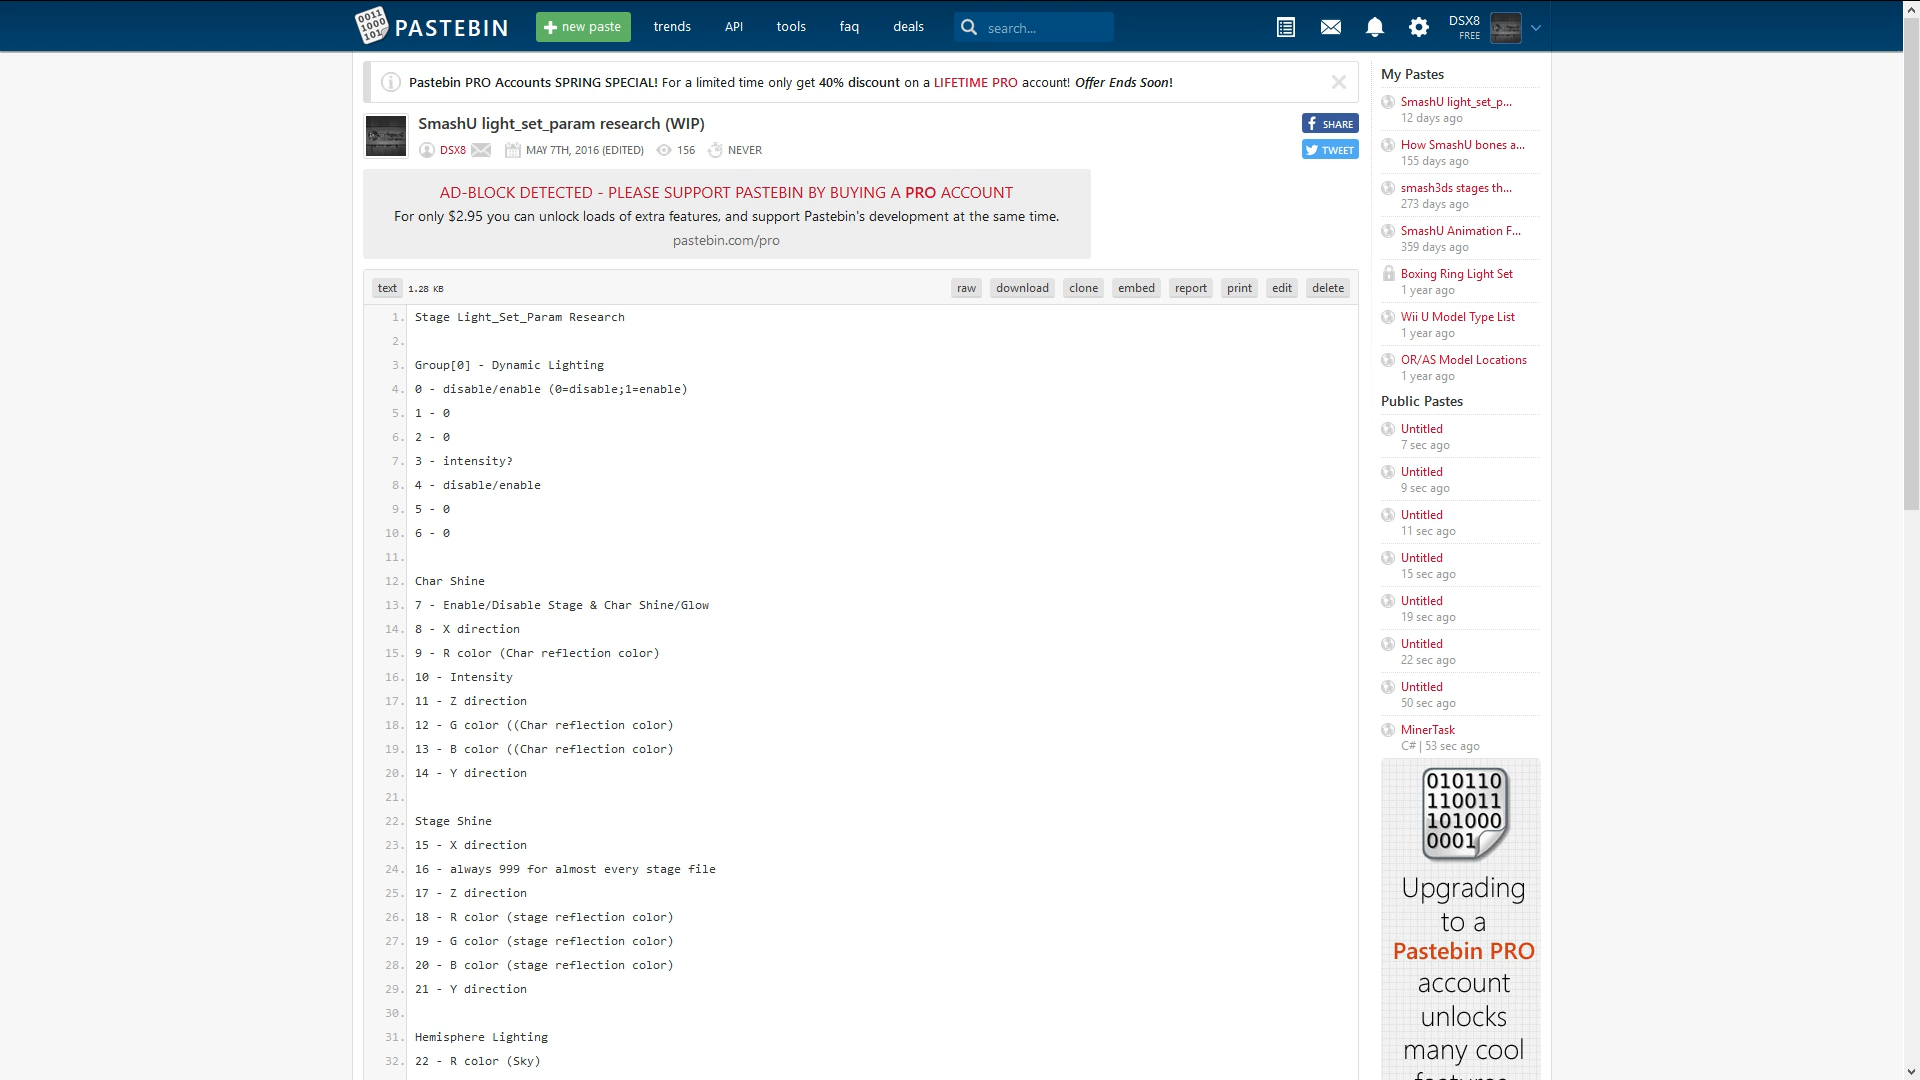 0011
1000
101
PASTEBIN
new paste
trends
API
tools
faq
deals
search...
DSX8
FREE
Pastebin PRO Accounts SPRING SPECIAL! For a limited time only get 40% discount on a LIFETIME PRO account! Offer Ends Soon!
SmashU light_set_param research (WIP)
DSX8
MAY 7TH, 2016 (EDITED)
156
NEVER
SHARE
TWEET
AD-BLOCK DETECTED - PLEASE SUPPORT PASTEBIN BY BUYING A PRO ACCOUNT
For only $2.95 you can unlock loads of extra features, and support Pastebin's development at the same time.
pastebin.com/pro
text 1.28 KB
raw download clone embed report print edit delete
1. Stage Light_Set_Param Research
2.
3. Group[0] - Dynamic Lighting
4. 0 - disable/enable (0=disable;1=enable)
5. 1 - 0
6. 2 - 0
7. 3 - intensity?
8. 4 - disable/enable
9. 5 - 0
10. 6 - 0
11.
12. Char Shine
13. 7 - Enable/Disable Stage & Char Shine/Glow
14. 8 - X direction
15. 9 - R color (Char reflection color)
16. 10 - Intensity
17. 11 - Z direction
18. 12 - G color ((Char reflection color)
19. 13 - B color ((Char reflection color)
20. 14 - Y direction
21.
22. Stage Shine
23. 15 - X direction
24. 16 - always 999 for almost every stage file
25. 17 - Z direction
26. 18 - R color (stage reflection color)
27. 19 - G color (stage reflection color)
28. 20 - B color (stage reflection color)
29. 21 - Y direction
30.
31. Hemisphere Lighting
32. 22 - R color (Sky)
My Pastes
SmashU light_set_p...
12 days ago
How SmashU bones a...
155 days ago
smash3ds stages th...
273 days ago
SmashU Animation F...
359 days ago
Boxing Ring Light Set
1 year ago
Wii U Model Type List
1 year ago
OR/AS Model Locations
1 year ago
Public Pastes
Untitled
7 sec ago
Untitled
9 sec ago
Untitled
11 sec ago
Untitled
15 sec ago
Untitled
19 sec ago
Untitled
22 sec ago
Untitled
50 sec ago
MinerTask
C# | 53 sec ago
010110
110011
101000
0001
Upgrading
to a
Pastebin PRO
account
unlocks
many cool